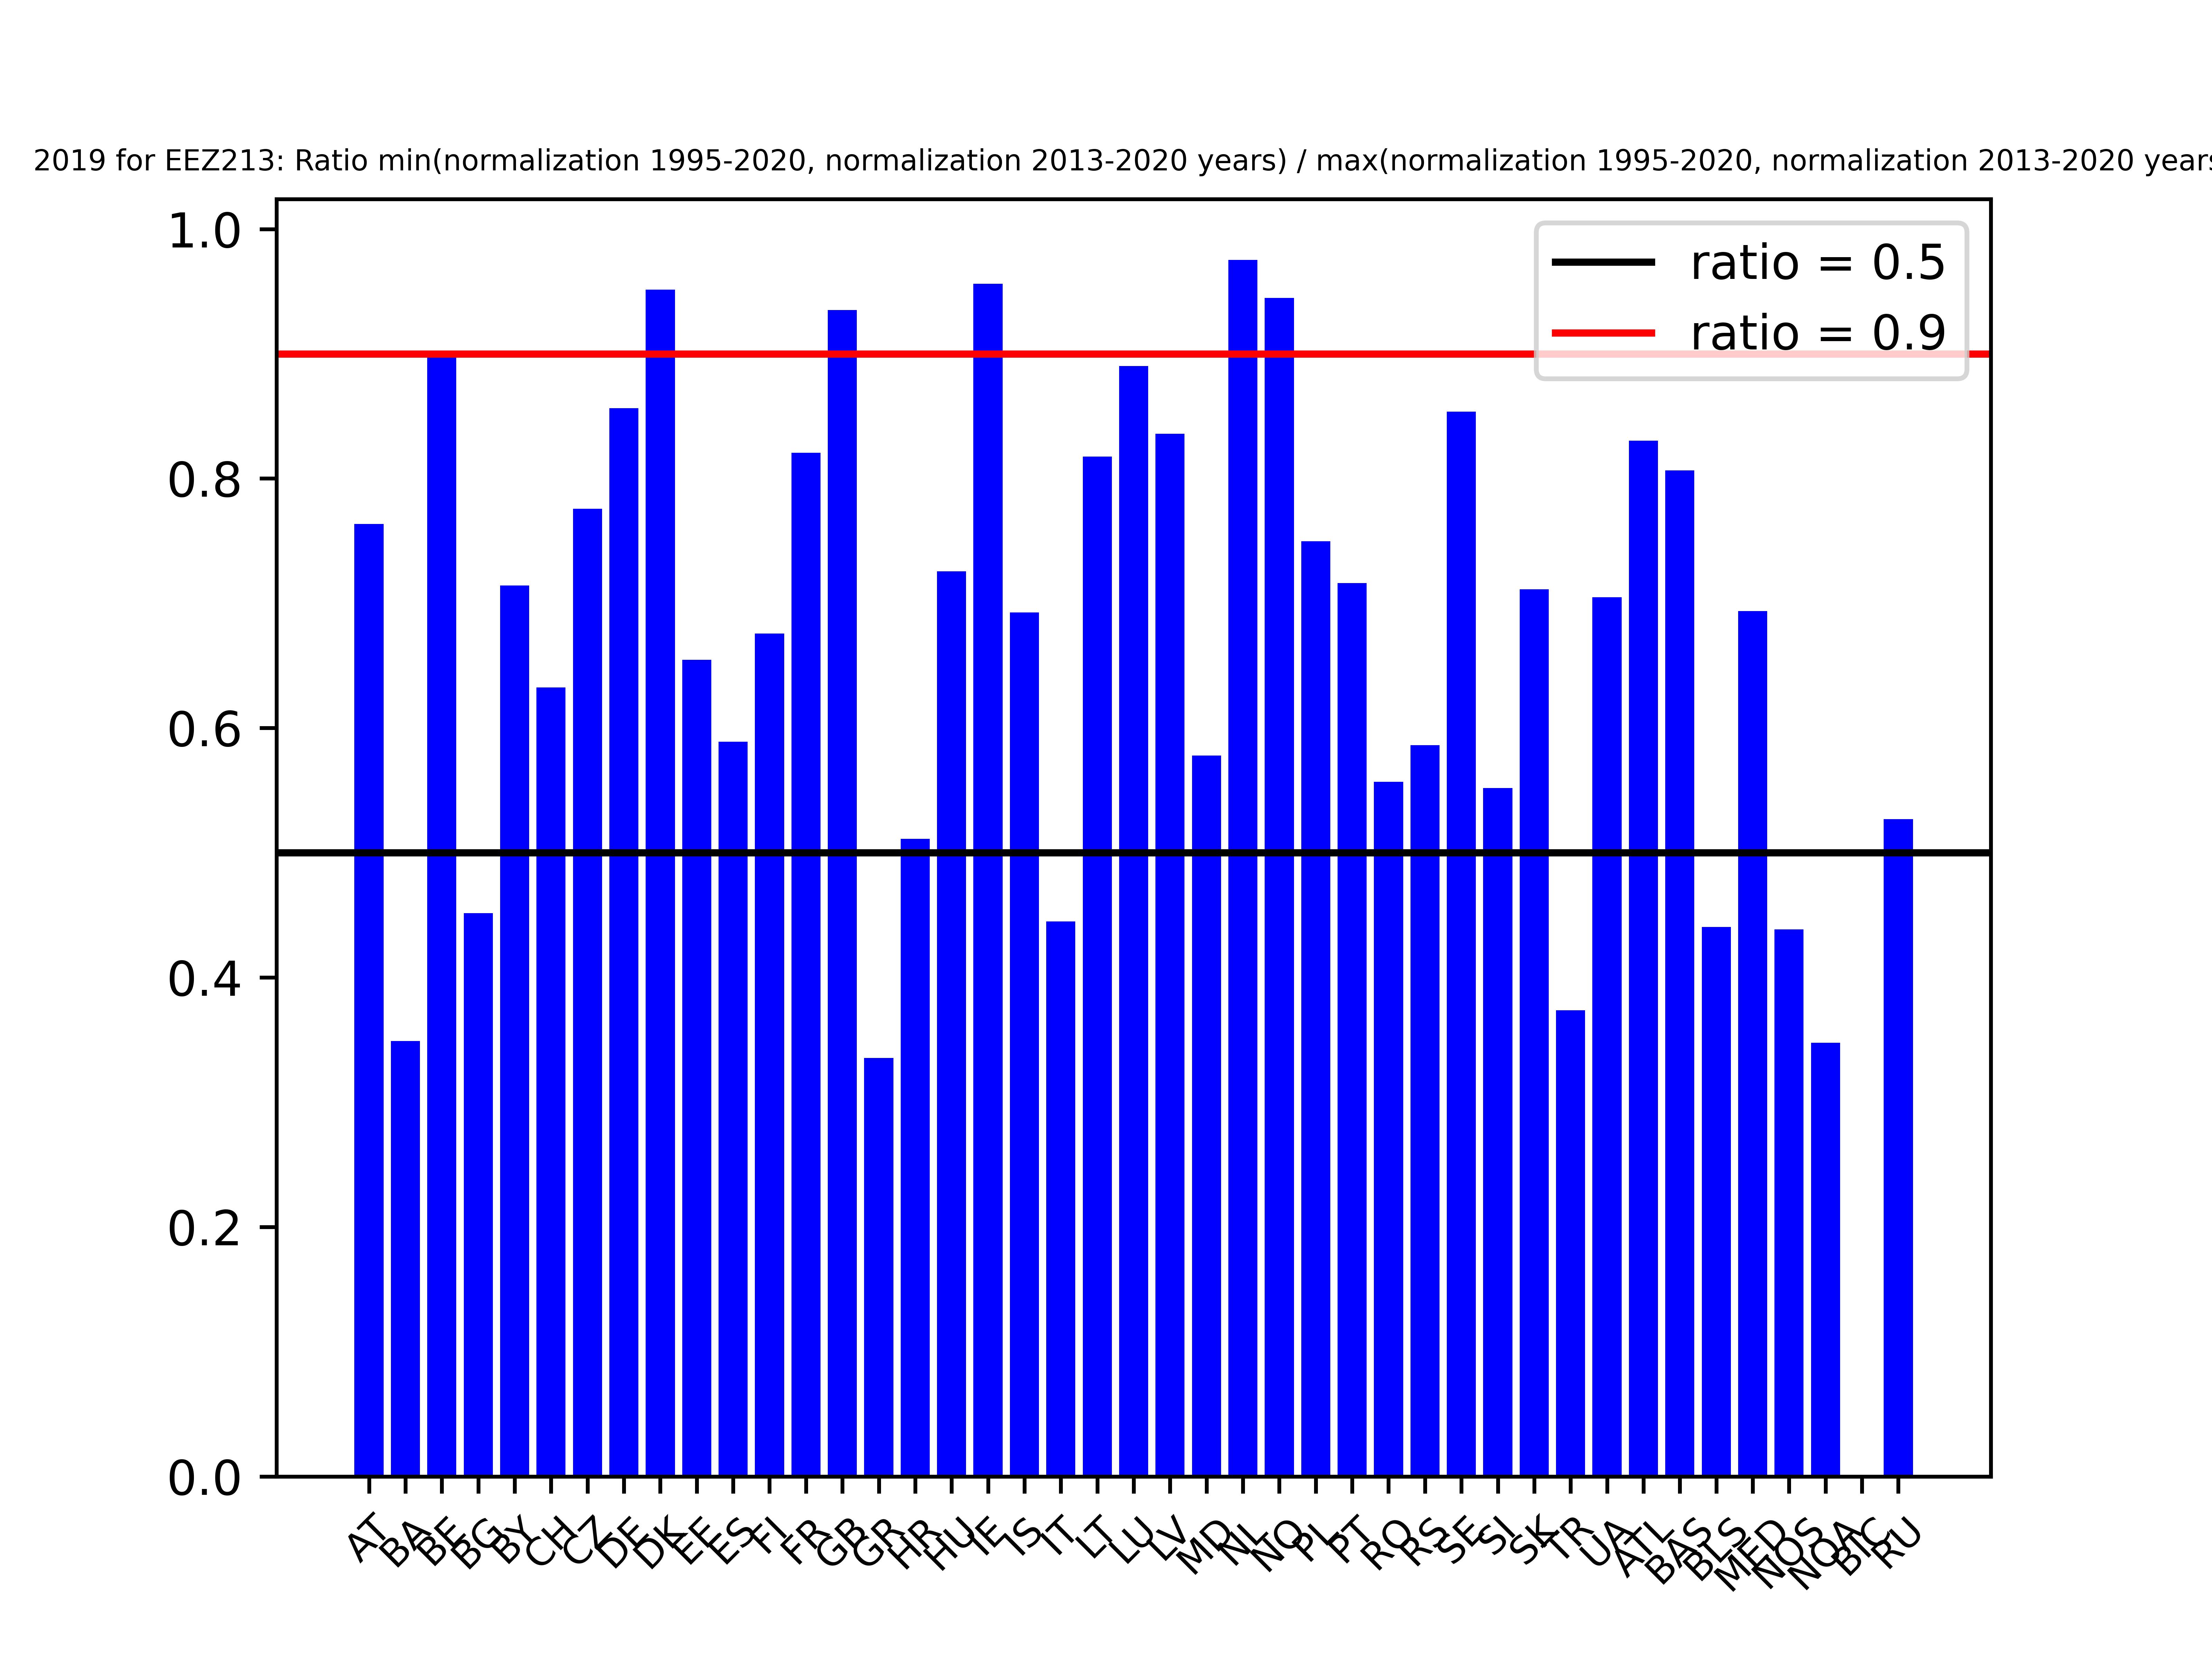 2019 for EEZ213: Ratio min(normalization 1995-2020, normalization 2013-2020 years) / max(normalization 1995-2020, normalization 2013-2020 years
ratio = 0.5
ratio = 0.9
1.0
0.8
0.6
0.4
0.2
0.0
AT BA BE BG BY CH CZ DE DK EE ES FI FR GB GR HR HU IE IS IT LT LU LV MD NL NO PL PT RO RS SE SI SK TR UA ATL BAS BLS MED NOS NOA BIC RU